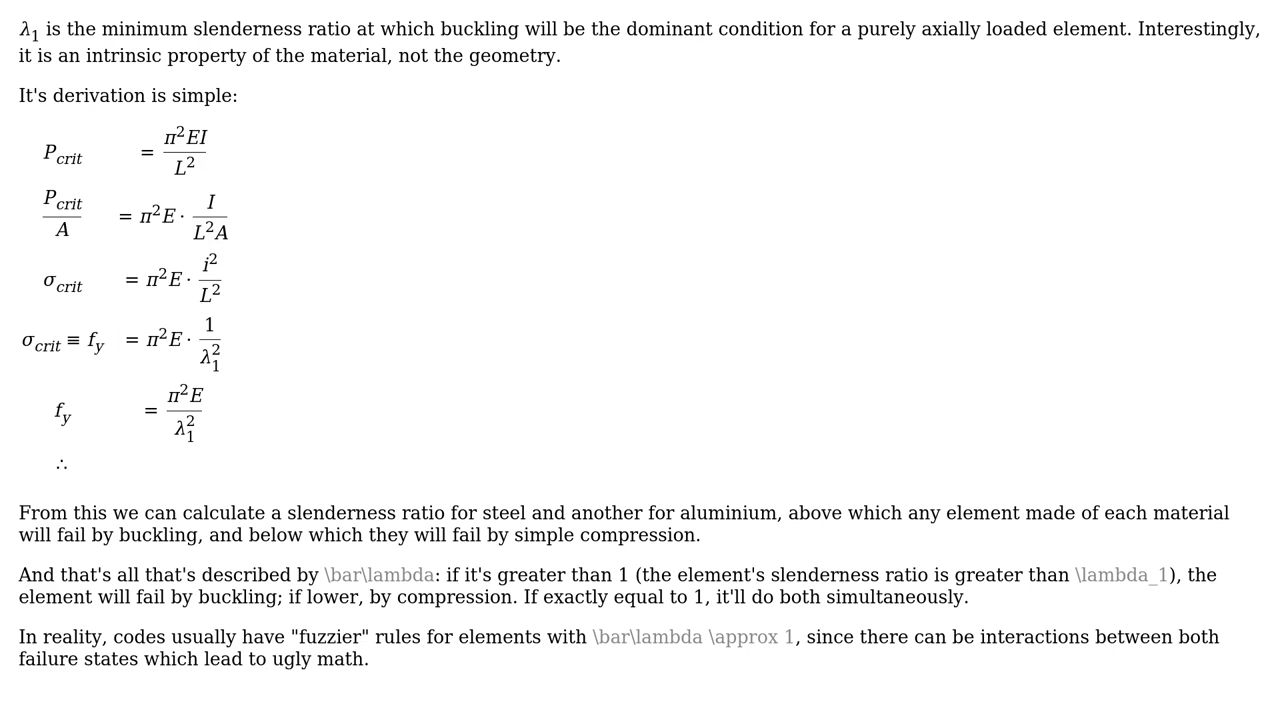 λ₁ is the minimum slenderness ratio at which buckling will be the dominant condition for a purely axially loaded element. Interestingly,
it is an intrinsic property of the material, not the geometry.
It's derivation is simple:
P_crit = π²EI / L²
P_crit / A = π²E · I / L²A
σ_crit = π²E · i² / L²
σ_crit ≡ f_y = π²E · 1 / λ₁²
f_y = π²E / λ₁²
∴
From this we can calculate a slenderness ratio for steel and another for aluminium, above which any element made of each material
will fail by buckling, and below which they will fail by simple compression.
And that's all that's described by \bar\lambda: if it's greater than 1 (the element's slenderness ratio is greater than \lambda_1), the
element will fail by buckling; if lower, by compression. If exactly equal to 1, it'll do both simultaneously.
In reality, codes usually have "fuzzier" rules for elements with \bar\lambda \approx 1, since there can be interactions between both
failure states which lead to ugly math.